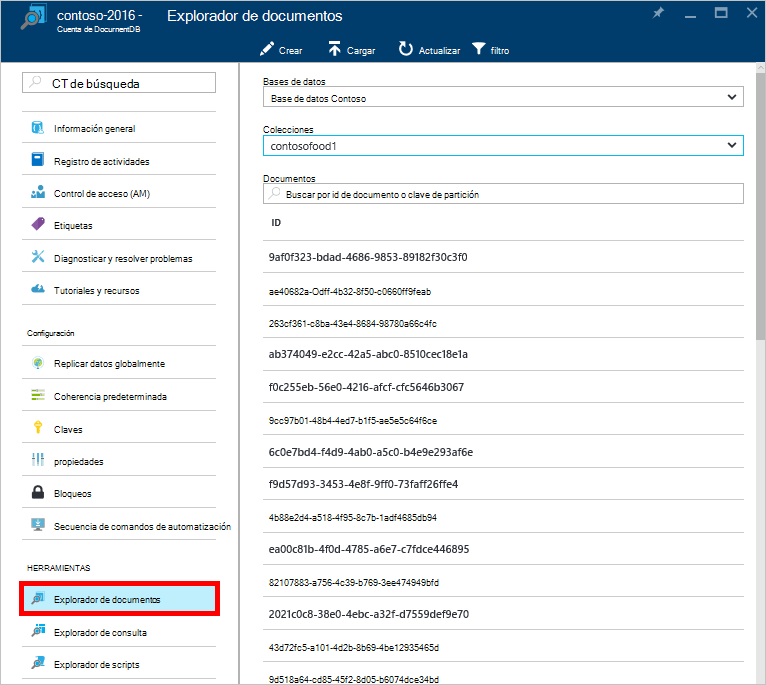 contoso-2016 -
Cuenta de DocumentDB
Explorador de documentos
Crear
Cargar
Actualizar
filtro
CT de búsqueda
Información general
Registro de actividades
Control de acceso (AM)
Etiquetas
Diagnosticar y resolver problemas
Tutoriales y recursos
Configuración
Replicar datos globalmente
Coherencia predeterminada
Claves
propiedades
Bloqueos
Secuencia de comandos de automatización
HERRAMIENTAS
Explorador de documentos
Explorador de consulta
Explorador de scripts
Bases de datos
Base de datos Contoso
Colecciones
contosofood1
Documentos
Buscar por id de documento o clave de partición
ID
9af0f323-bdad-4686-9853-89182f30c3f0
ae40682a-0dff-4b32-8f50-c0660ff9feab
263cf361-c8ba-43e4-8684-98780a66c4fc
ab374049-e2cc-42a5-abc0-8510cec18e1a
f0c255eb-56e0-4216-afcf-cfc5646b3067
9cc97b01-48b4-4ed7-b1f5-ae5e5c64f6ce
6c0e7bd4-f4d9-4ab0-a5c0-b4e9e293af6e
f9d57d93-3453-4e8f-9ff0-73faff26ffe4
4b88e2d4-a518-4f95-8c7b-1adf4685db94
ea00c81b-4f0d-4785-a6e7-c7fdce446895
82107883-a756-4c39-b769-3ee474949bfd
2021c0c8-38e0-4ebc-a32f-d7559def9e70
43d72fc5-a101-4d2b-8b69-4be12935465d
9d518a64-cd85-45f2-8d05-b6074dce34bd